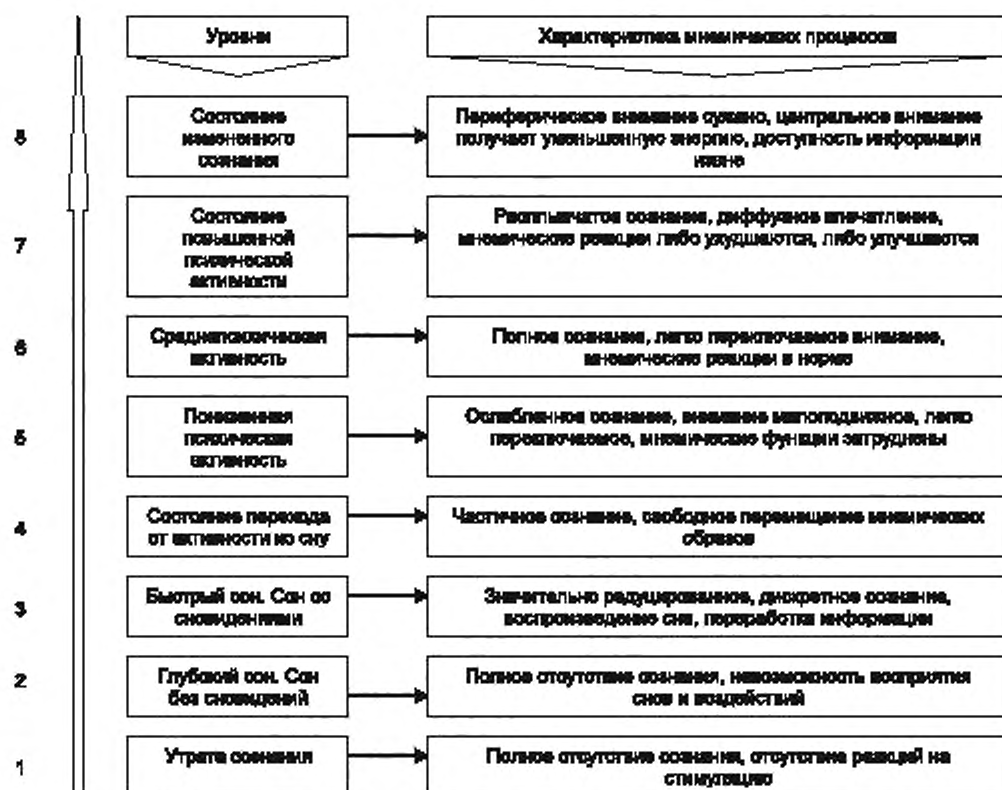 Уровни
Характеристика мнемических процессов
8
Состояние
измененного
сознания
Периферическое внимание сужено, центральное внимание
получает уменьшенную энергию, доступность информации
извне
7
Состояние
повышенной
психической
активности
Расплывчатое сознание, диффузное впечатление,
мнемические реакции либо ухудшаются, либо улучшаются
6
Среднепсихическая
активность
Полное сознание, легко переключаемое внимание,
мнемические реакции в норме
5
Пониженная
психическая
активность
Ослабленное сознание, внимание малоподвижное, легко
переключаемое, мнемические функции затруднены
4
Состояние перехода
от активности ко сну
Частичное сознание, свободное перемещение мнемических
образов
3
Быстрый сон. Сон со
сновидениями
Значительно редуцированное, дискретное сознание,
воспроизведение сна, переработка информации
2
Глубокий сон. Сон
без сновидений
Полное отсутствие сознания, невозможность восприятия
снов и воздействий
1
Утрата сознания
Полное отсутствие сознания, отсутствие реакций на
стимуляцию